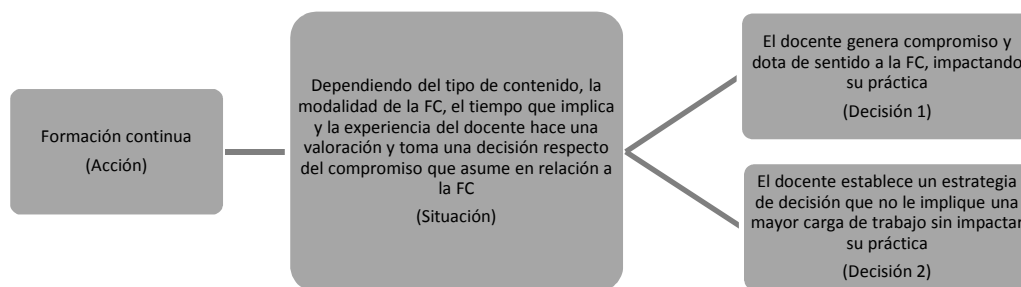 Formación continua
(Acción)
Dependiendo del tipo de contenido, la
modalidad de la FC, el tiempo que implica
y la experiencia del docente hace una
valoración y toma una decisión respecto
del compromiso que asume en relación a
la FC
(Situación)
El docente genera compromiso y
dota de sentido a la FC, impactando
su práctica
(Decisión 1)
El docente establece un estrategia
de decisión que no le implique una
mayor carga de trabajo sin impactar
su práctica
(Decisión 2)